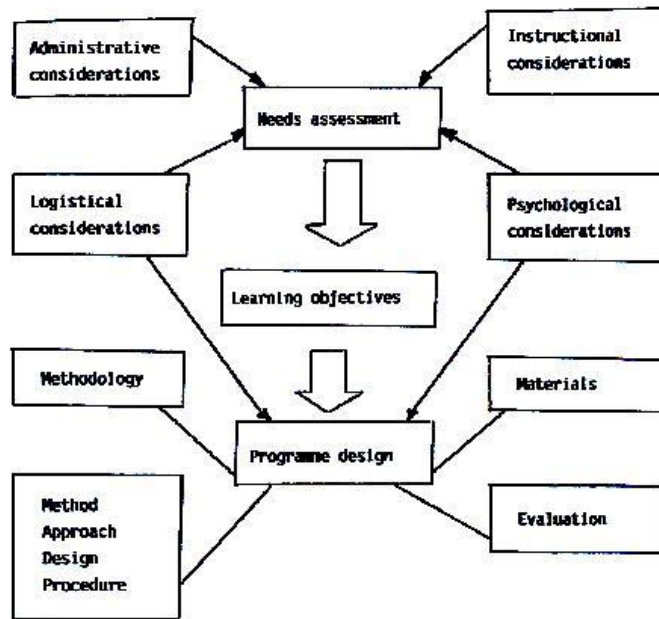 Administrative
considerations
Instructional
considerations
Needs assessment
Logistical
considerations
Psychological
considerations
Learning objectives
Methodology
Materials
Programme design
Method
Approach
Design
Procedure
Evaluation